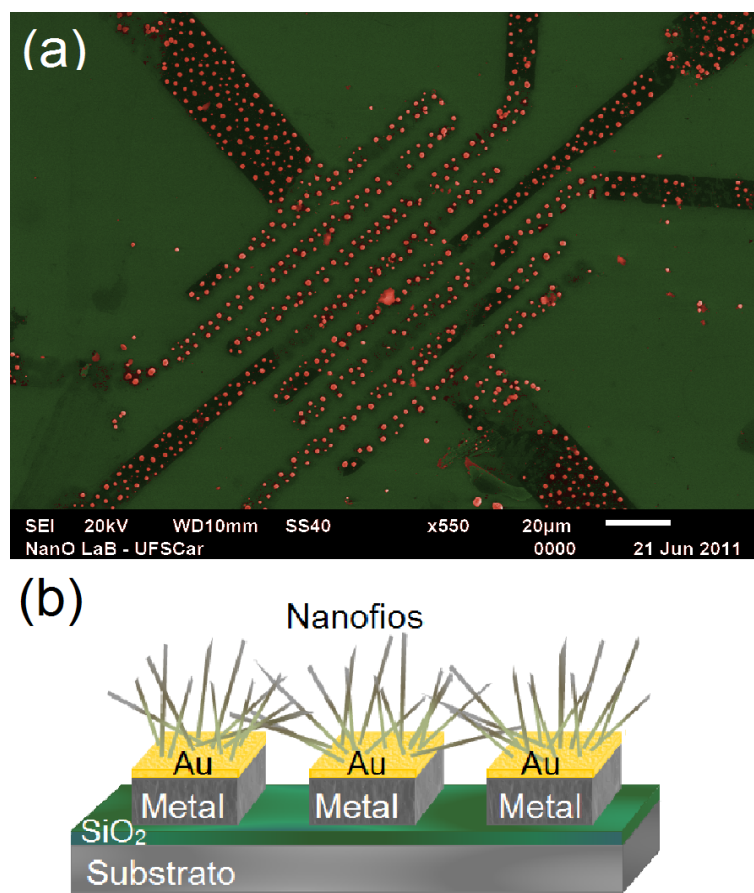 (a)
SEI 20kV WD10mm SS40 x550 20µm
NanO LaB - UFSCar 0000 21 Jun 2011
(b)
Nanofios
Au Au Au
Metal Metal Metal
SiO2
Substrato